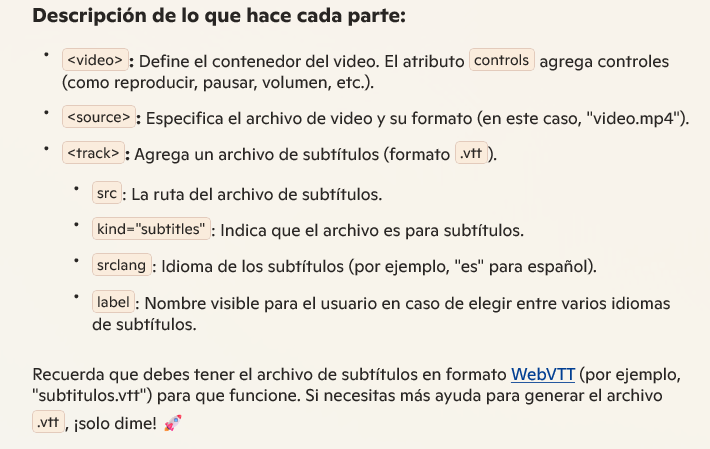 Descripción de lo que hace cada parte:
• <video>: Define el contenedor del video. El atributo controls agrega controles
(como reproducir, pausar, volumen, etc.).
• <source>: Especifica el archivo de video y su formato (en este caso, "video.mp4").
• <track>: Agrega un archivo de subtítulos (formato .vtt).
• src: La ruta del archivo de subtítulos.
• kind="subtitles": Indica que el archivo es para subtítulos.
• srclang: Idioma de los subtítulos (por ejemplo, "es" para español).
• label: Nombre visible para el usuario en caso de elegir entre varios idiomas
de subtítulos.
Recuerda que debes tener el archivo de subtítulos en formato WebVTT (por ejemplo,
"subtitulos.vtt") para que funcione. Si necesitas más ayuda para generar el archivo
.vtt, ¡solo dime! 🚀